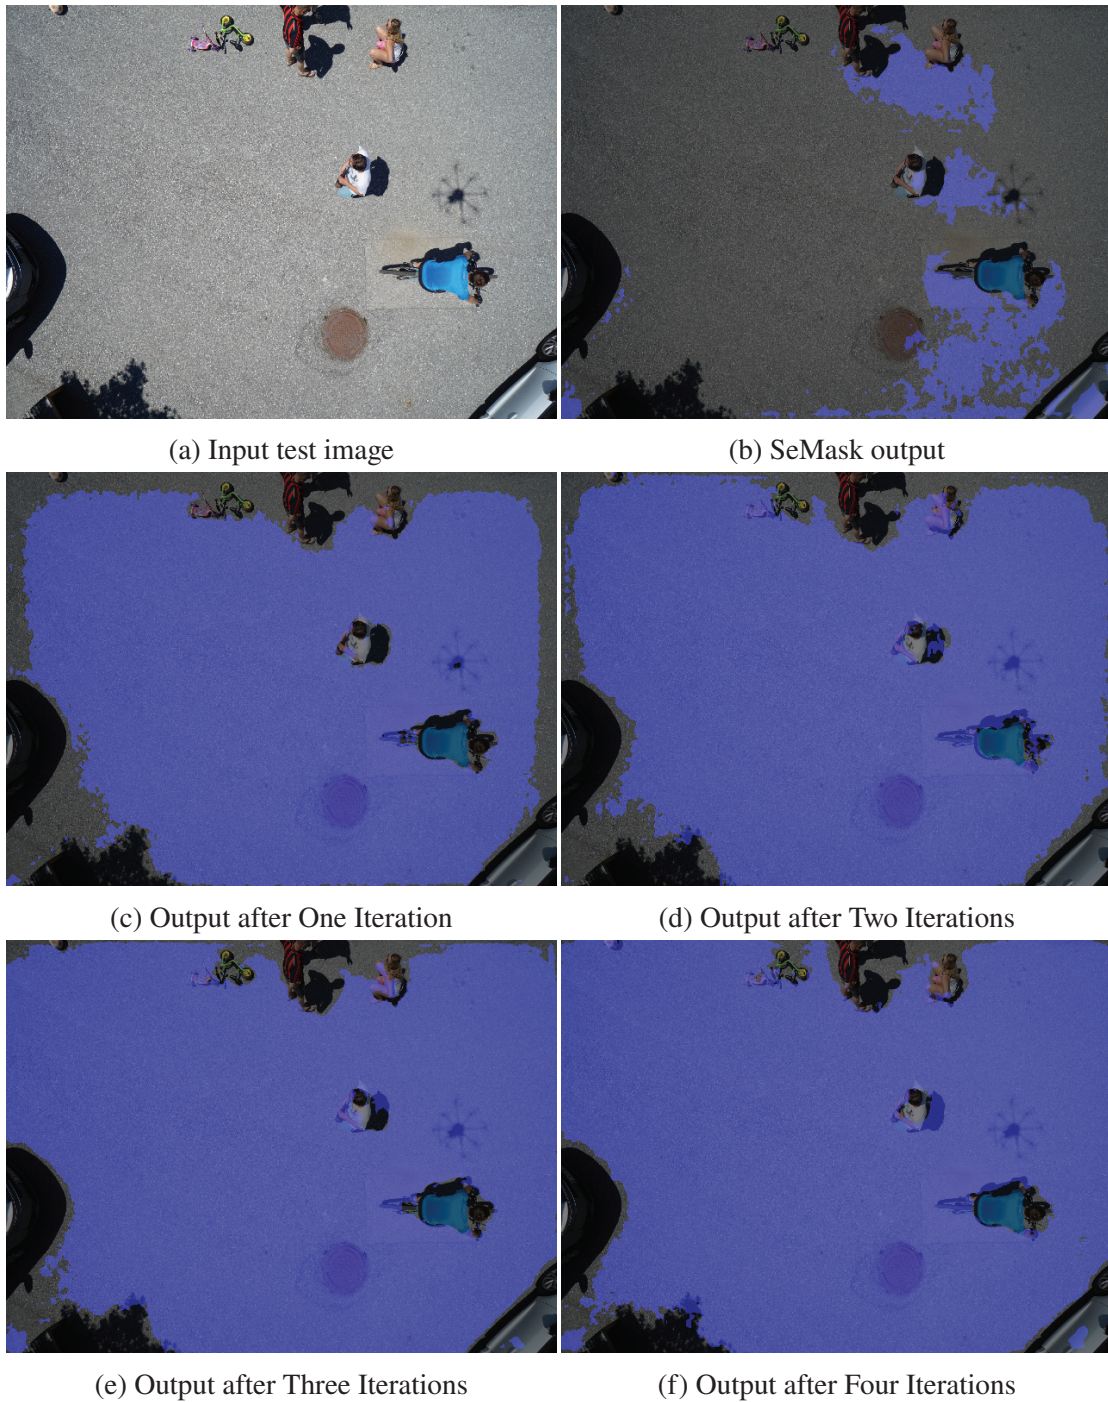 (a) Input test image
(b) SeMask output
(c) Output after One Iteration
(d) Output after Two Iterations
(e) Output after Three Iterations
(f) Output after Four Iterations